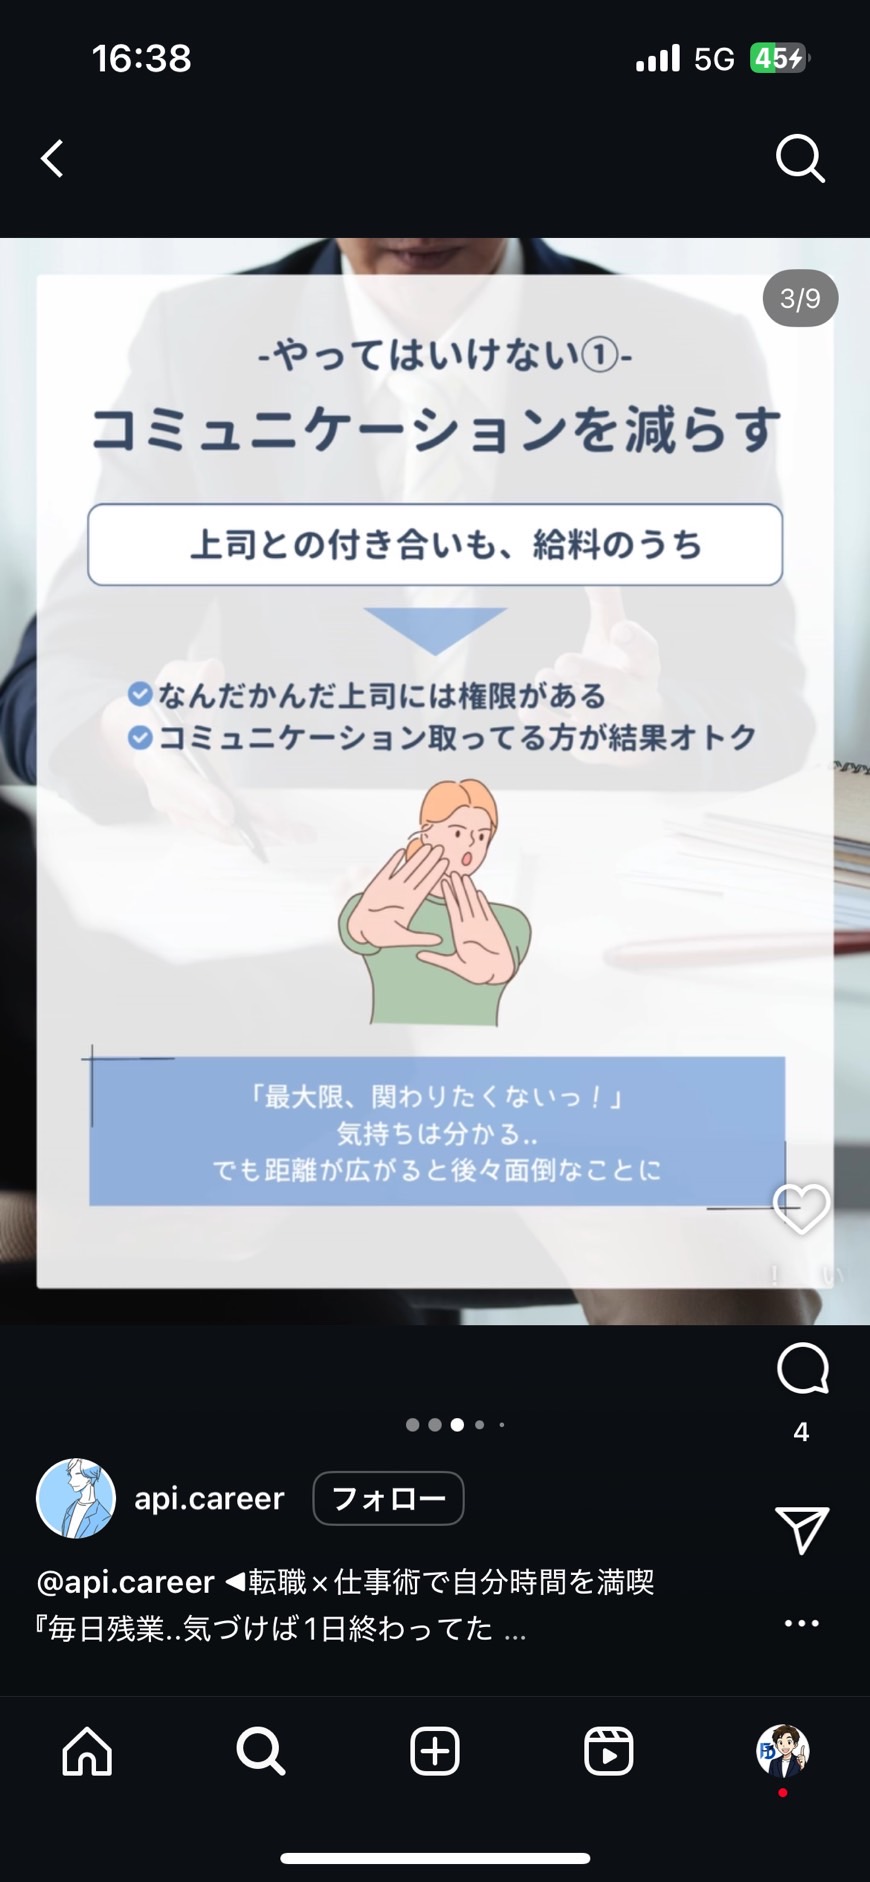 16:38
5G
45
3/9
-やってはいけない①-
コミュニケーションを減らす
上司との付き合いも、給料のうち
なんだかんだ上司には権限がある
コミュニケーション取ってる方が結果オトク
「最大限、関わりたくないっ！」
気持ちは分かる..
でも距離が広がると後々面倒なことに
4
api.career
フォロー
@api.career ◀転職×仕事術で自分時間を満喫
『毎日残業..気づけば1日終わってた ...